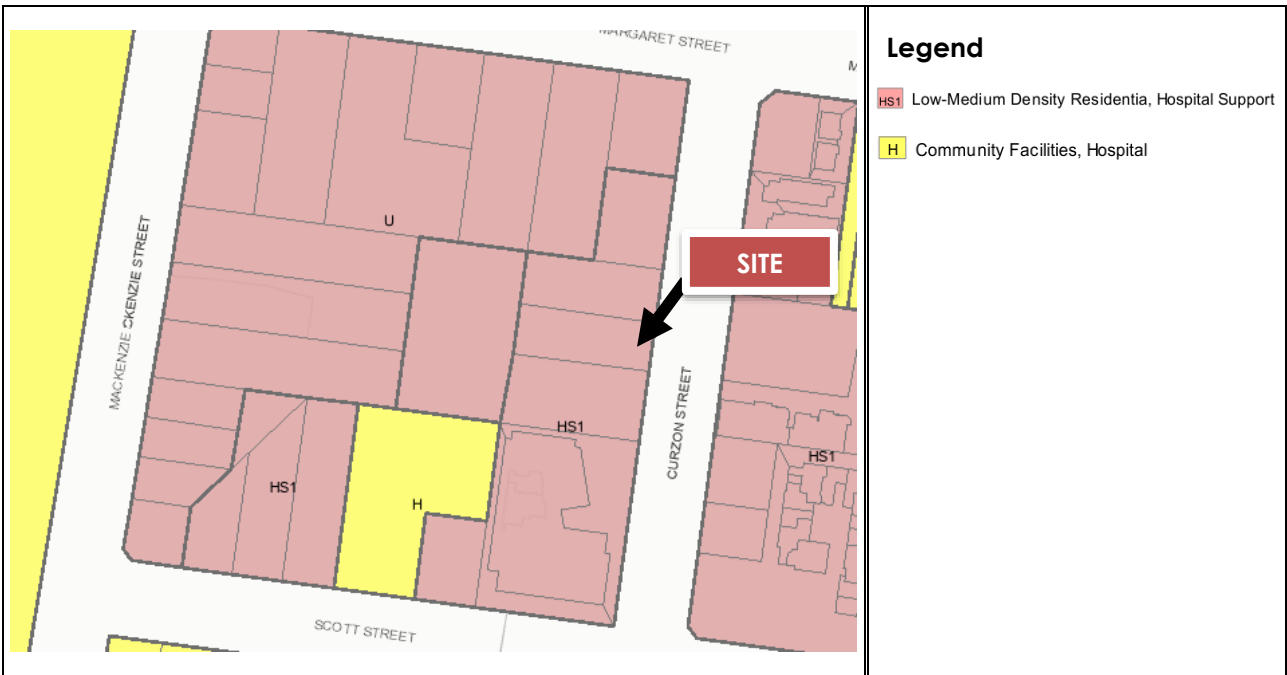 MARGARET STREET
M
Legend
HS1 Low-Medium Density Residentia, Hospital Support
H Community Facilities, Hospital
U
MACKENZIE CKENZIE STREET
SITE
CURZON STREET
HS1
HS1
HS1
H
SCOTT STREET